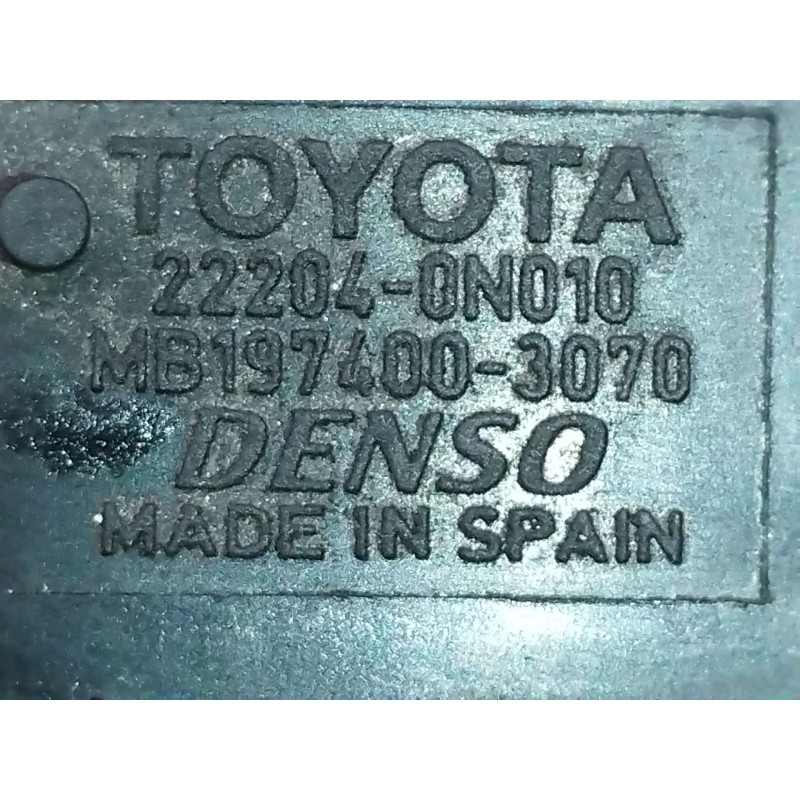 TOYOTA
22204-0N010
MB197400-3070
DENSO
MADE IN SPAIN